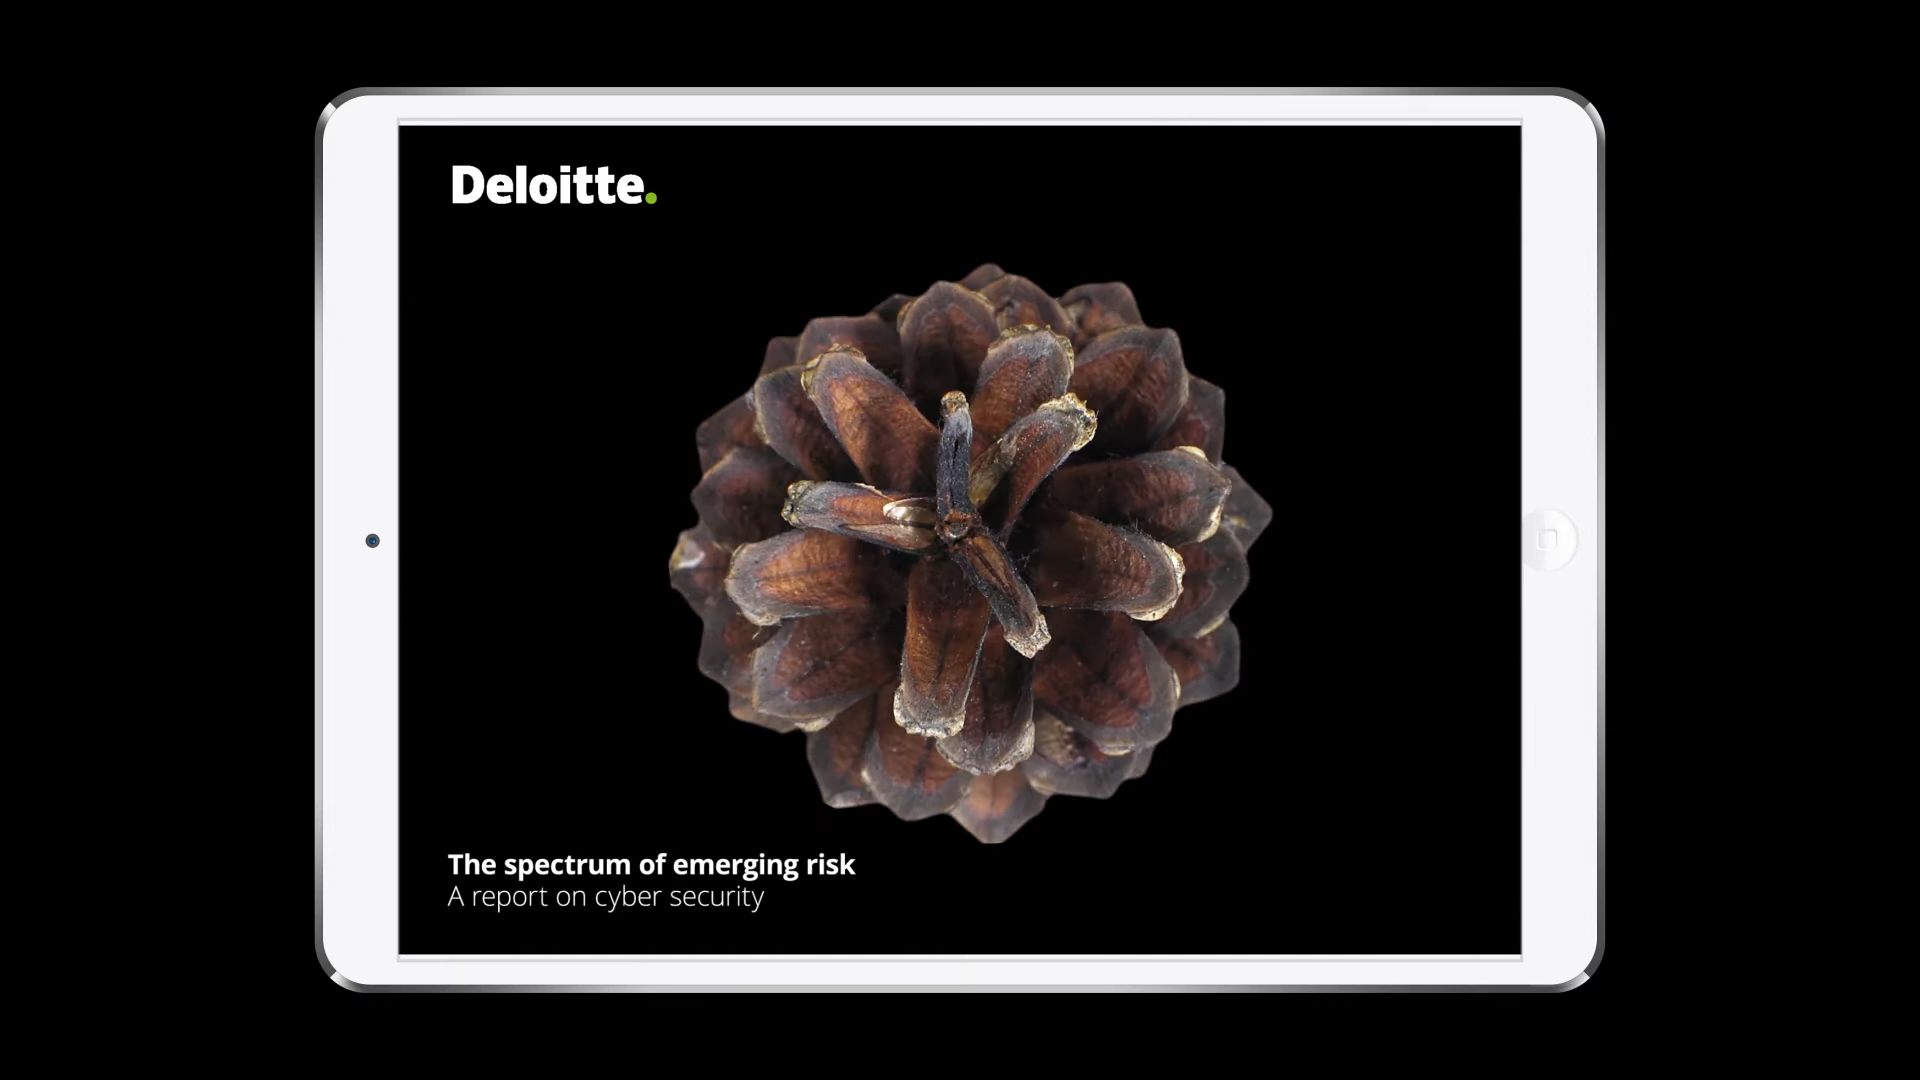 Deloitte.
The spectrum of emerging risk
A report on cyber security